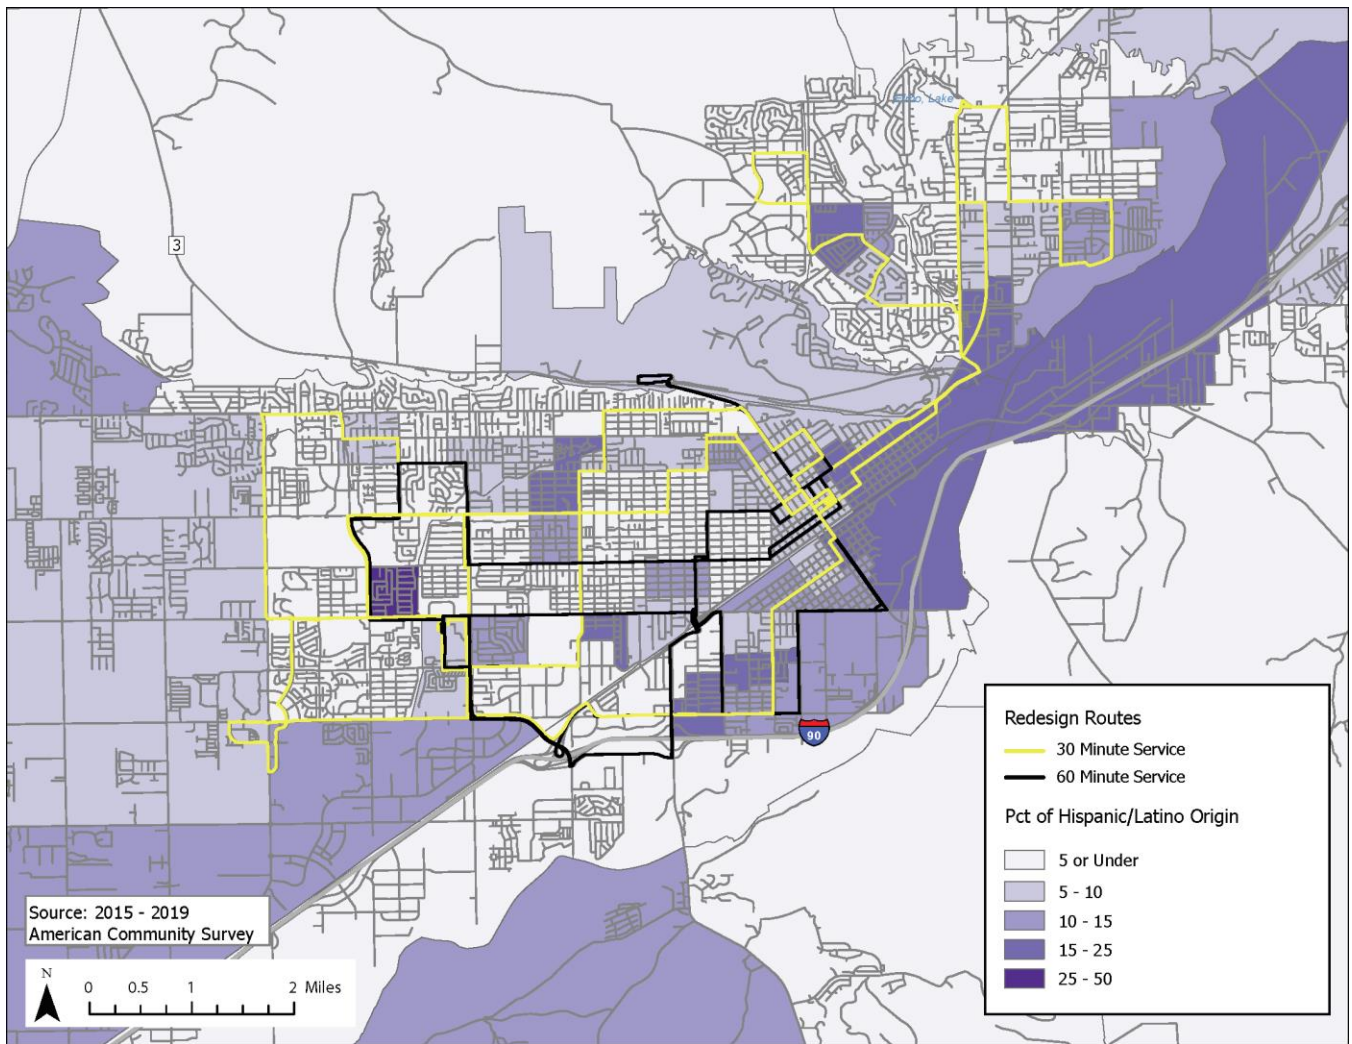 Lake
3
90
Redesign Routes
30 Minute Service
60 Minute Service
Pct of Hispanic/Latino Origin
5 or Under
5 - 10
10 - 15
15 - 25
25 - 50
Source: 2015 - 2019
American Community Survey
N
0 0.5 1 2 Miles